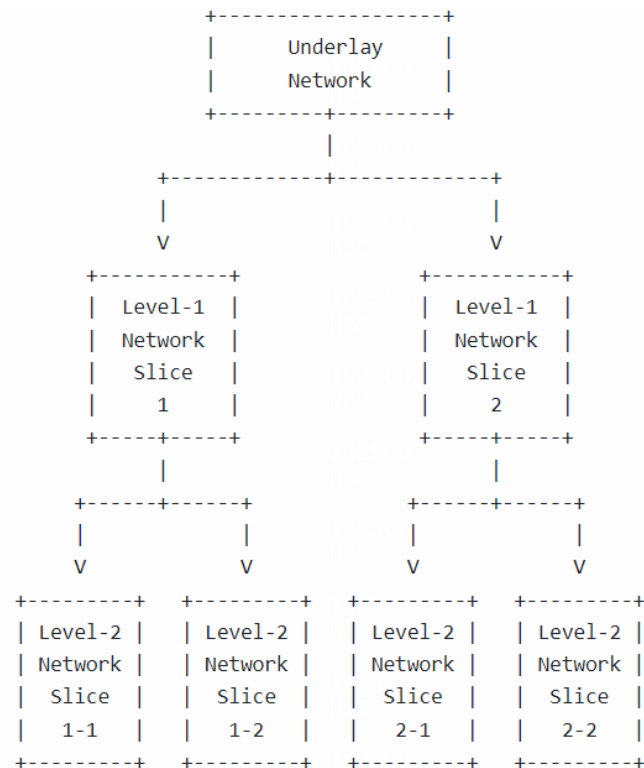 +-------------------+
|      Underlay     |
|      Network      |
+---------+---------+
          |
+-------------+-------------+
|                           |
V                           V
+-----------+               +-----------+
|  Level-1  |               |  Level-1  |
|  Network  |               |  Network  |
|   Slice   |               |   Slice   |
|     1     |               |     2     |
+-----+-----+               +-----+-----+
      |                           |
+------+------+             +------+------+
|             |             |             |
V             V             V             V
+---------+   +---------+   +---------+   +---------+
| Level-2 |   | Level-2 |   | Level-2 |   | Level-2 |
| Network |   | Network |   | Network |   | Network |
|  Slice  |   |  Slice  |   |  Slice  |   |  Slice  |
|   1-1   |   |   1-2   |   |   2-1   |   |   2-2   |
+---------+   +---------+   +---------+   +---------+